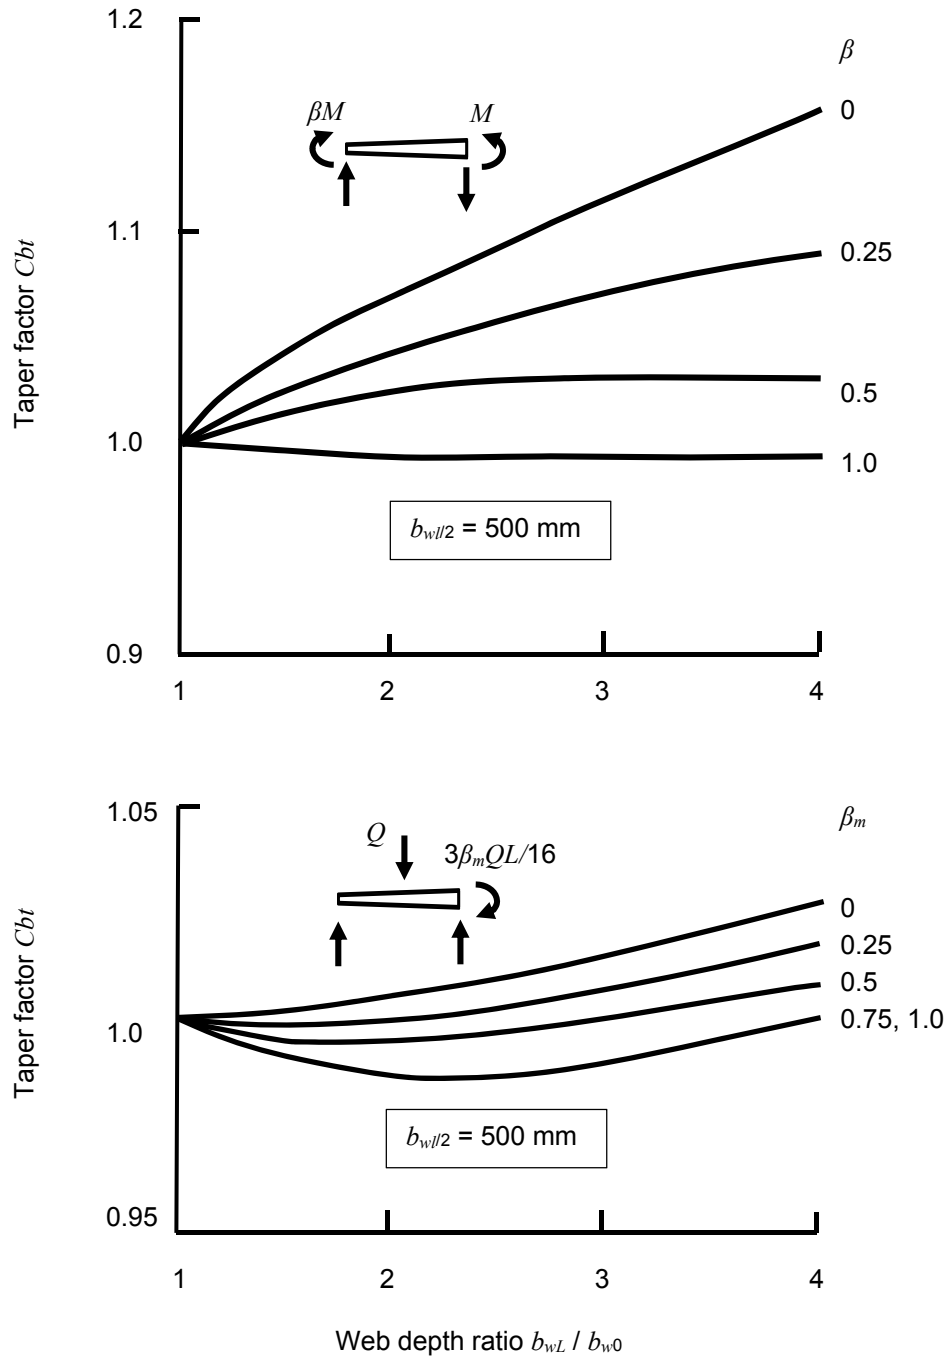 1.2
β
0
βM
M
1.1
0.25
Taper factor Cbt
1.0
0.5
1.0
bwl/2 = 500 mm
0.9
1
2
3
4
1.05
βm
Q
3βmQL/16
0
0.25
0.5
0.75, 1.0
Taper factor Cbt
1.0
bwl/2 = 500 mm
0.95
1
2
3
4
Web depth ratio bwL / bw0